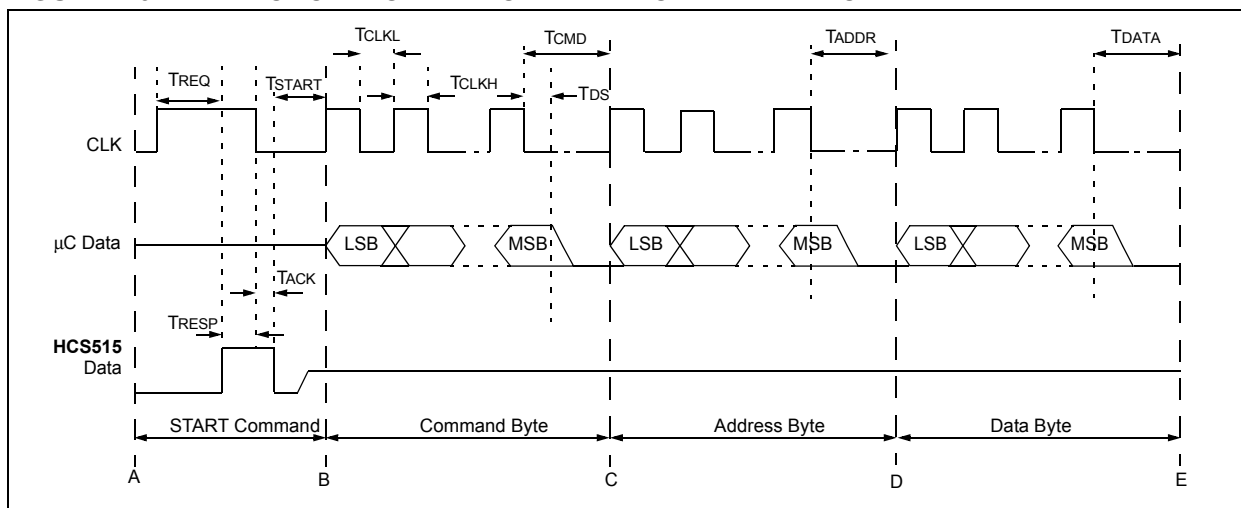 TCLKL
TCMD
TADDR
TDATA
TREQ
TSTART
TCLKH
TDS
CLK
µC Data
LSB
MSB
LSB
MSB
LSB
MSB
TACK
TRESP
HCS515
Data
START Command
Command Byte
Address Byte
Data Byte
A
B
C
D
E